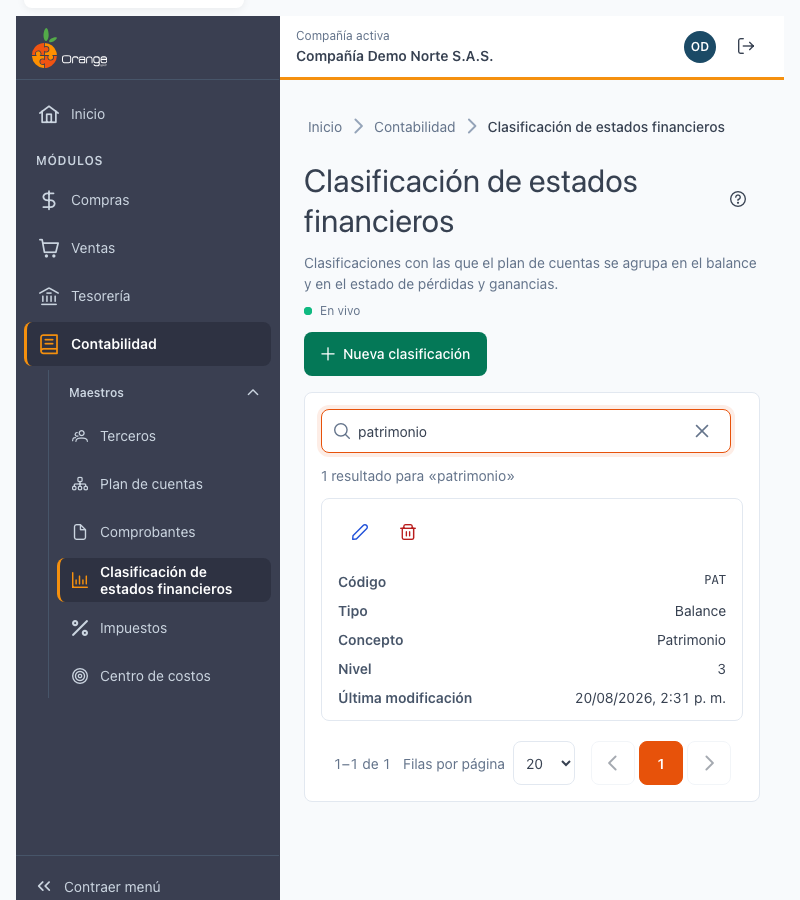 Orange
Compañía activa
Compañía Demo Norte S.A.S.
OD
Inicio
MÓDULOS
Compras
Ventas
Tesorería
Contabilidad
Maestros
Terceros
Plan de cuentas
Comprobantes
Clasificación de
estados financieros
Impuestos
Centro de costos
Contraer menú
Inicio
Contabilidad
Clasificación de estados financieros
Clasificación de estados
financieros
Clasificaciones con las que el plan de cuentas se agrupa en el balance
y en el estado de pérdidas y ganancias.
En vivo
Nueva clasificación
patrimonio
1 resultado para «patrimonio»
Código PAT
Tipo Balance
Concepto Patrimonio
Nivel 3
Última modificación 20/08/2026, 2:31 p. m.
1–1 de 1 Filas por página 20 1